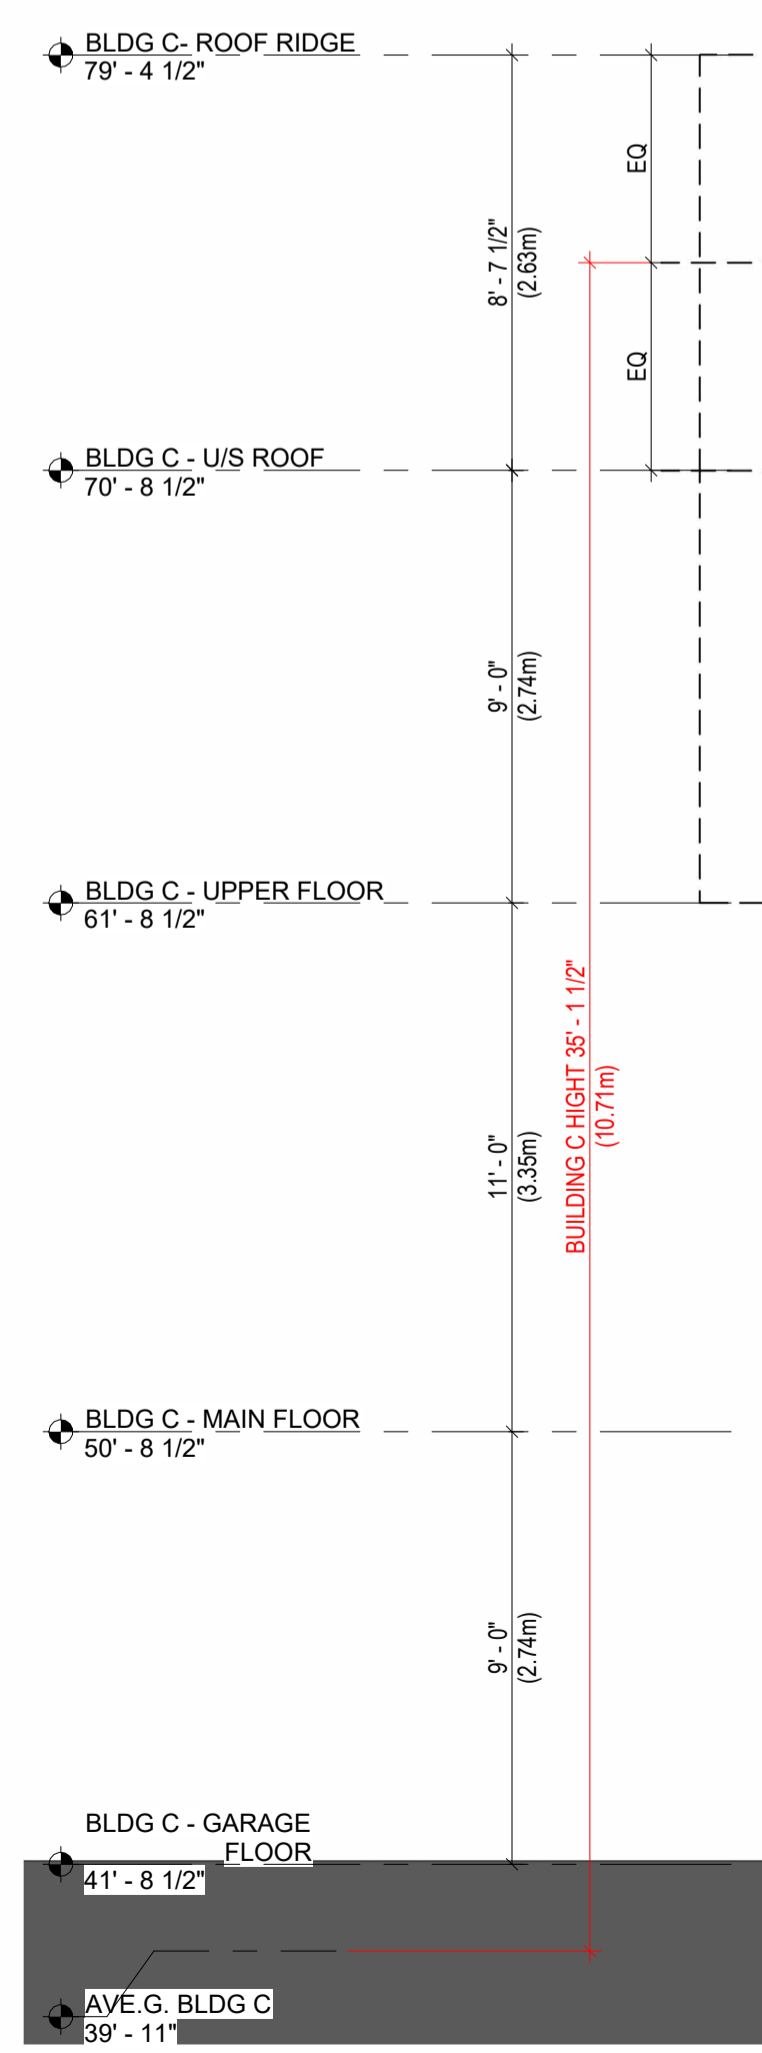 BLDG C- ROOF RIDGE
79' - 4 1/2"
EQ
8' - 7 1/2"
(2.63m)
EQ
BLDG C - U/S ROOF
70' - 8 1/2"
9' - 0"
(2.74m)
BLDG C - UPPER FLOOR
61' - 8 1/2"
BUILDING C HIGHT 35' - 1 1/2"
(10.71m)
11' - 0"
(3.35m)
BLDG C - MAIN FLOOR
50' - 8 1/2"
9' - 0"
(2.74m)
BLDG C - GARAGE
FLOOR
41' - 8 1/2"
AVE.G. BLDG C
39' - 11"